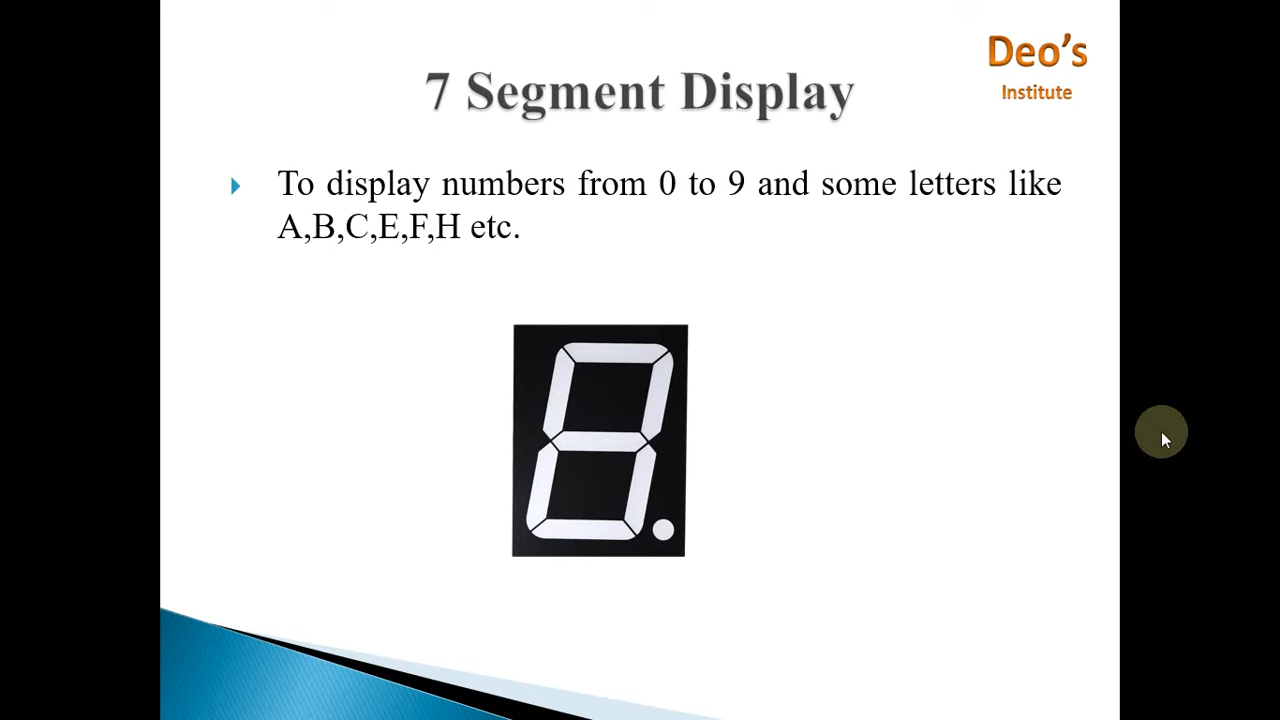 Deo's
Institute
7 Segment Display
To display numbers from 0 to 9 and some letters like
A,B,C,E,F,H etc.